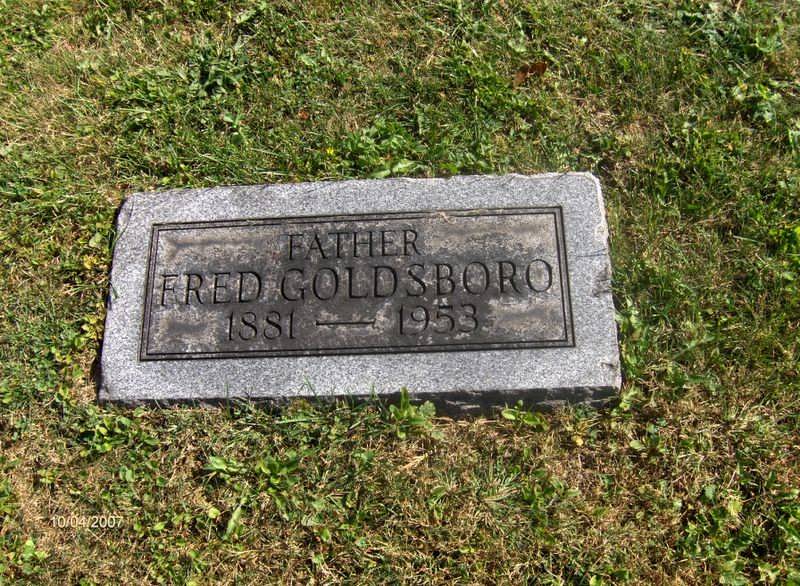 FATHER
FRED GOLDSBORO
1881 — 1953
10/04/2007